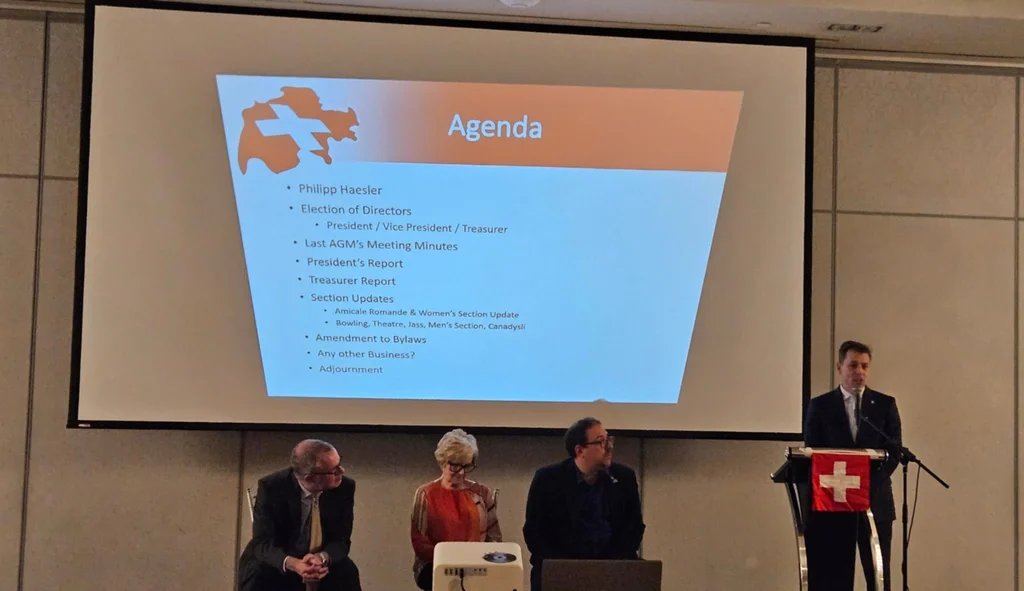 Agenda
• Philipp Haesler
• Election of Directors
• President / Vice President / Treasurer
• Last AGM's Meeting Minutes
• President's Report
• Treasurer Report
• Section Updates
• Amicale Romande & Women's Section Update
• Bowling, Theatre, Jass, Men's Section, Canadysli
• Amendment to Bylaws
• Any other Business?
• Adjournment